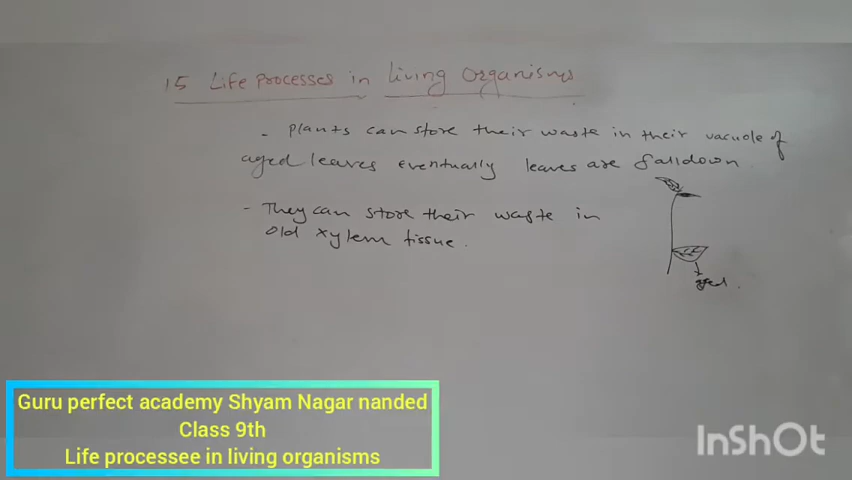 15 Life Processes in living Organisms
- Plants can store their waste in their vacuole of
aged leaves eventually leaves are falldown
- They can store their waste in
old xylem tissue.
aged.
Guru perfect academy Shyam Nagar nanded
Class 9th
Life processee in living organisms
InShOt